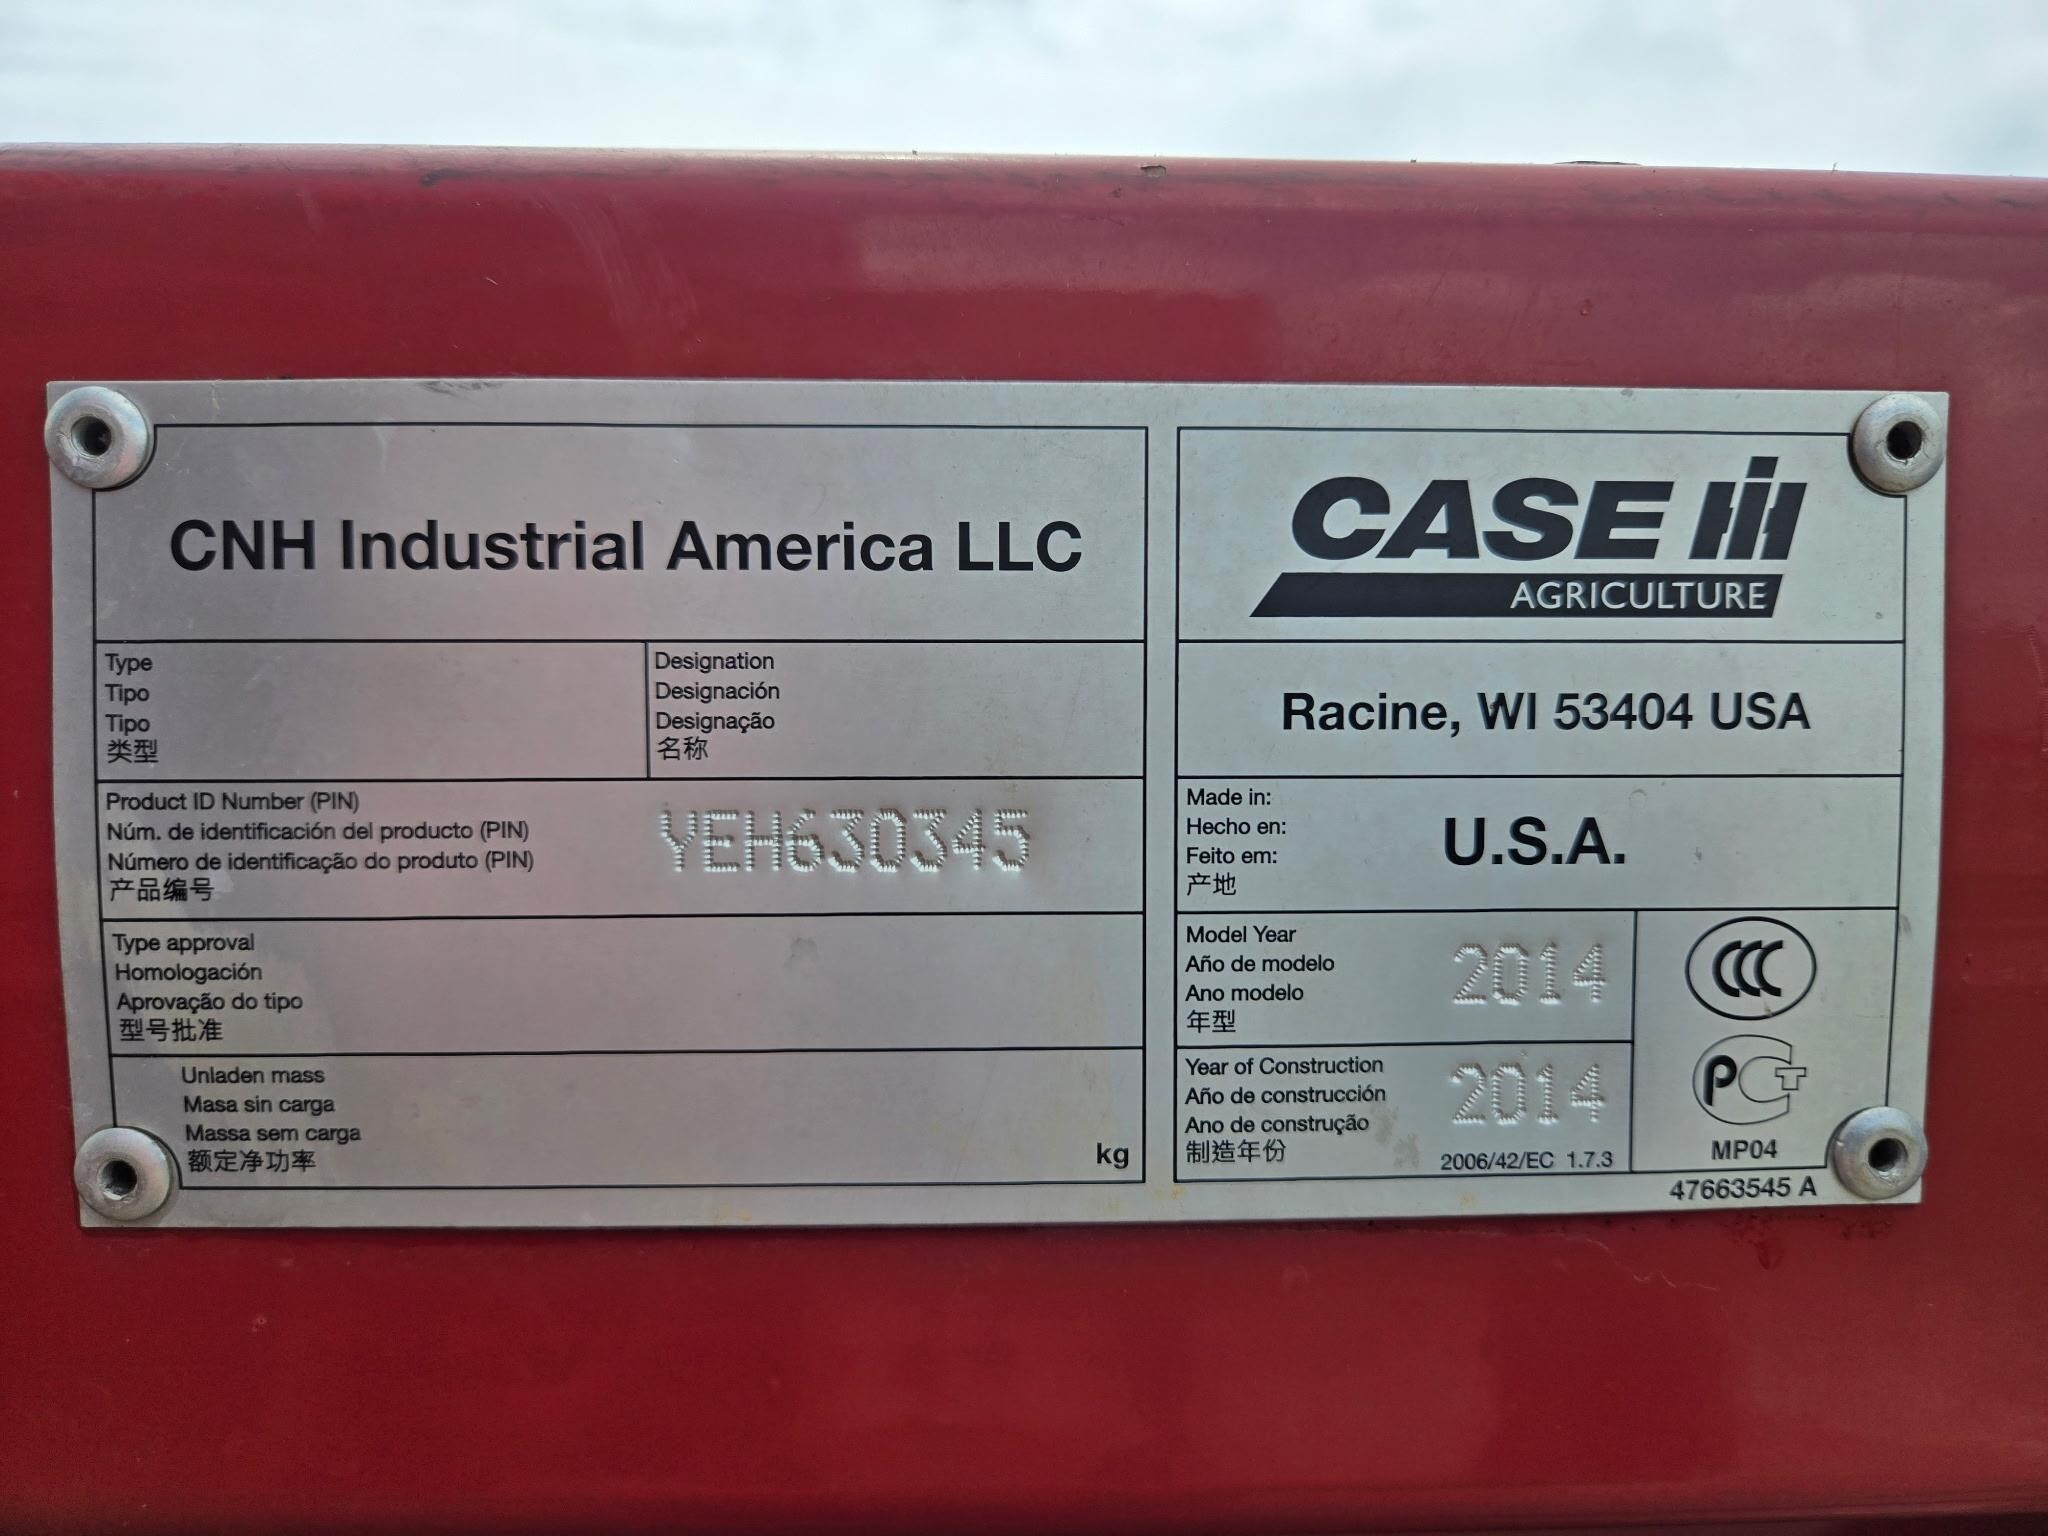 CNH Industrial America LLC
Type
Tipo
Tipo
类型
Designation
Designación
Designação
名称
Product ID Number (PIN)
Núm. de identificación del producto (PIN)
Número de identificação do produto (PIN)
产品编号
YEH630345
Type approval
Homologación
Aprovação do tipo
型号批准
Unladen mass
Masa sin carga
Massa sem carga
额定净功率
kg
CASE IH
AGRICULTURE
Racine, WI 53404 USA
Made in:
Hecho en:
Feito em:
产地
U.S.A.
Model Year
Año de modelo
Ano modelo
年型
2014
Year of Construction
Año de construcción
Ano de construção
制造年份
2014
2006/42/EC 1.7.3
CCC
PCT
MP04
47663545 A